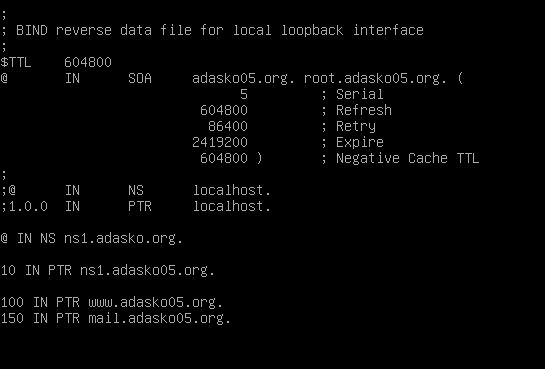 ;
; BIND reverse data file for local loopback interface
;
$TTL    604800
@       IN      SOA     adasko05.org. root.adasko05.org. (
                              5         ; Serial
                         604800         ; Refresh
                          86400         ; Retry
                        2419200         ; Expire
                         604800 )       ; Negative Cache TTL
;
;@      IN      NS      localhost.
;1.0.0  IN      PTR     localhost.

@ IN NS ns1.adasko.org.

10 IN PTR ns1.adasko05.org.

100 IN PTR www.adasko05.org.
150 IN PTR mail.adasko05.org.